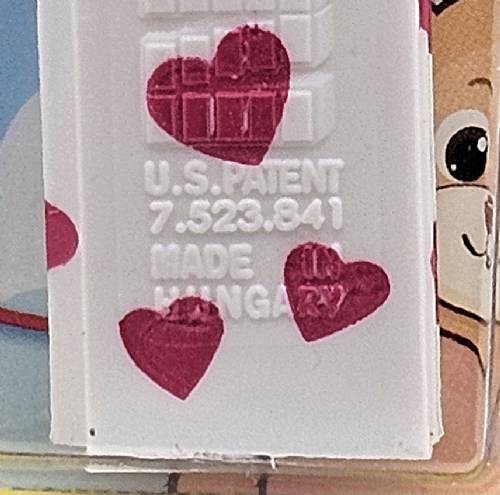 U.S. PATENT
7.523.841
MADE IN
HUNGARY